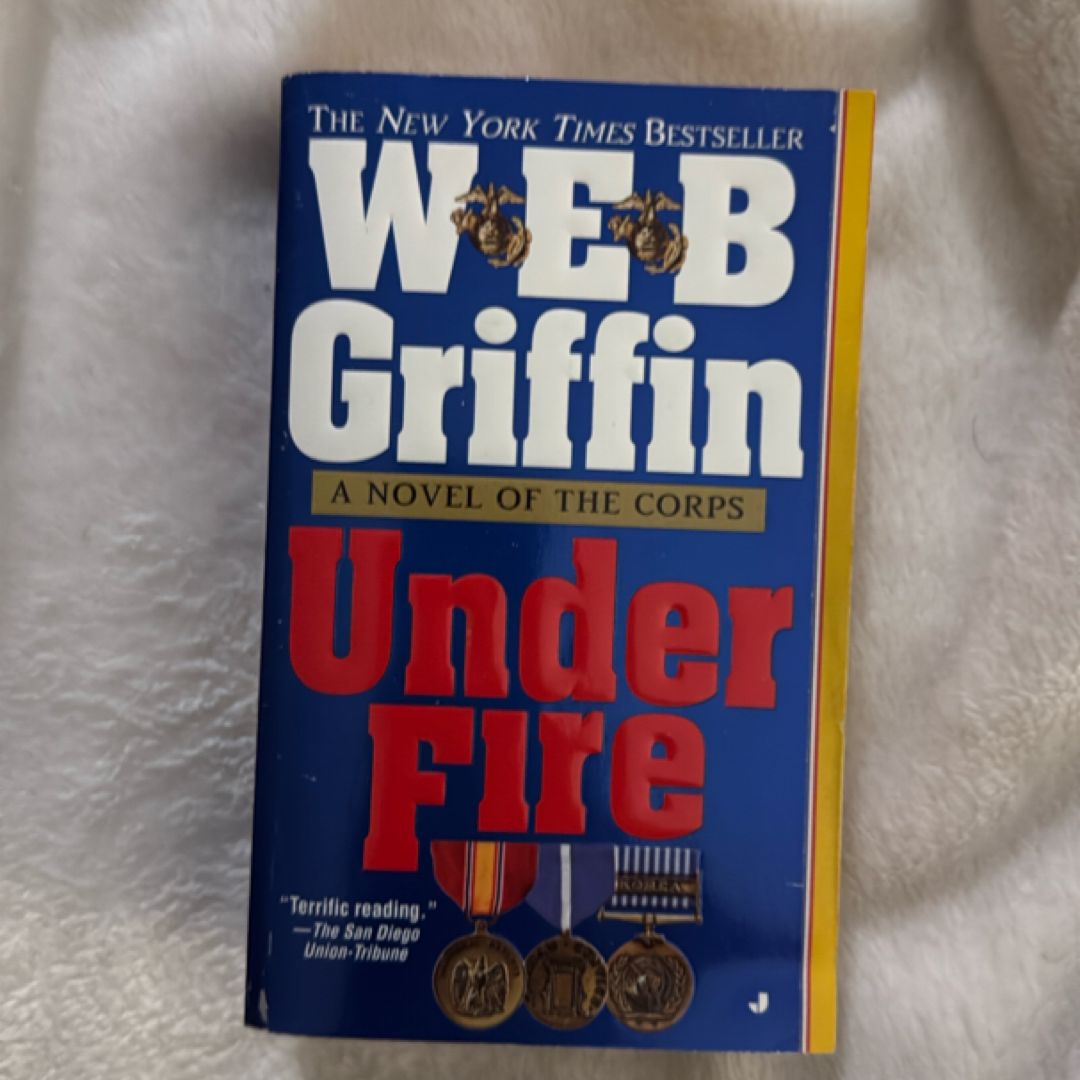 THE NEW YORK TIMES BESTSELLER
W·E·B
Griffin
A NOVEL OF THE CORPS
Under
Fire
KOREA
"Terrific reading."
—The San Diego
Union-Tribune
J